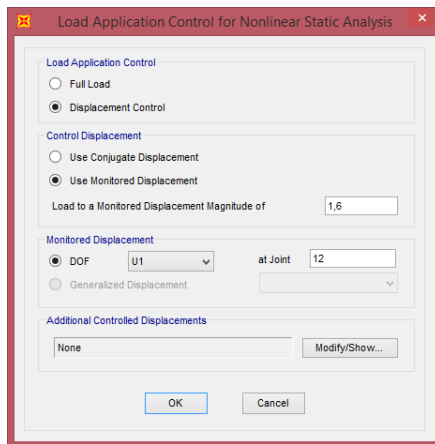 Load Application Control for Nonlinear Static Analysis
Load Application Control
Full Load
Displacement Control
Control Displacement
Use Conjugate Displacement
Use Monitored Displacement
Load to a Monitored Displacement Magnitude of 1,6
Monitored Displacement
DOF U1 at Joint 12
Generalized Displacement
Additional Controlled Displacements
None Modify/Show...
OK Cancel